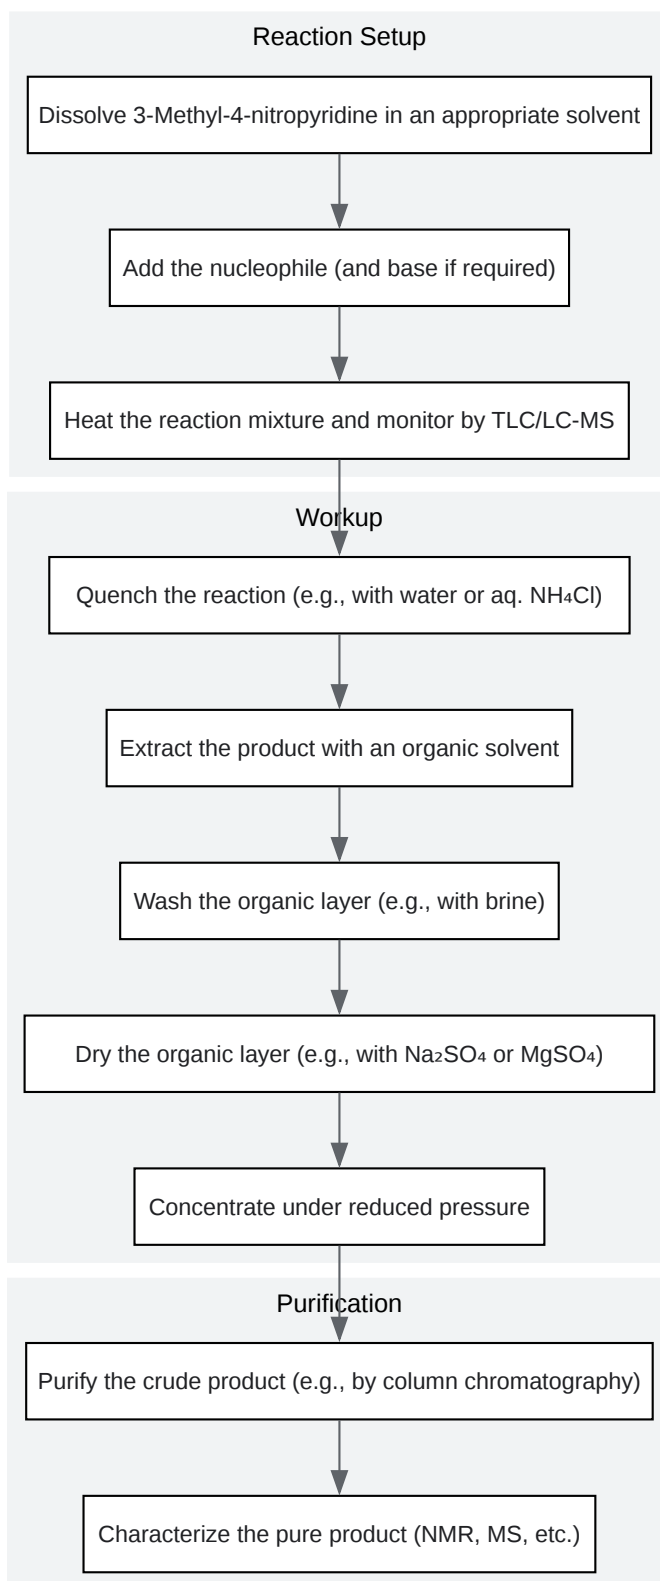 Reaction Setup
Dissolve 3-Methyl-4-nitropyridine in an appropriate solvent
Add the nucleophile (and base if required)
Heat the reaction mixture and monitor by TLC/LC-MS
Workup
Quench the reaction (e.g., with water or aq. NH₄Cl)
Extract the product with an organic solvent
Wash the organic layer (e.g., with brine)
Dry the organic layer (e.g., with Na₂SO₄ or MgSO₄)
Concentrate under reduced pressure
Purification
Purify the crude product (e.g., by column chromatography)
Characterize the pure product (NMR, MS, etc.)